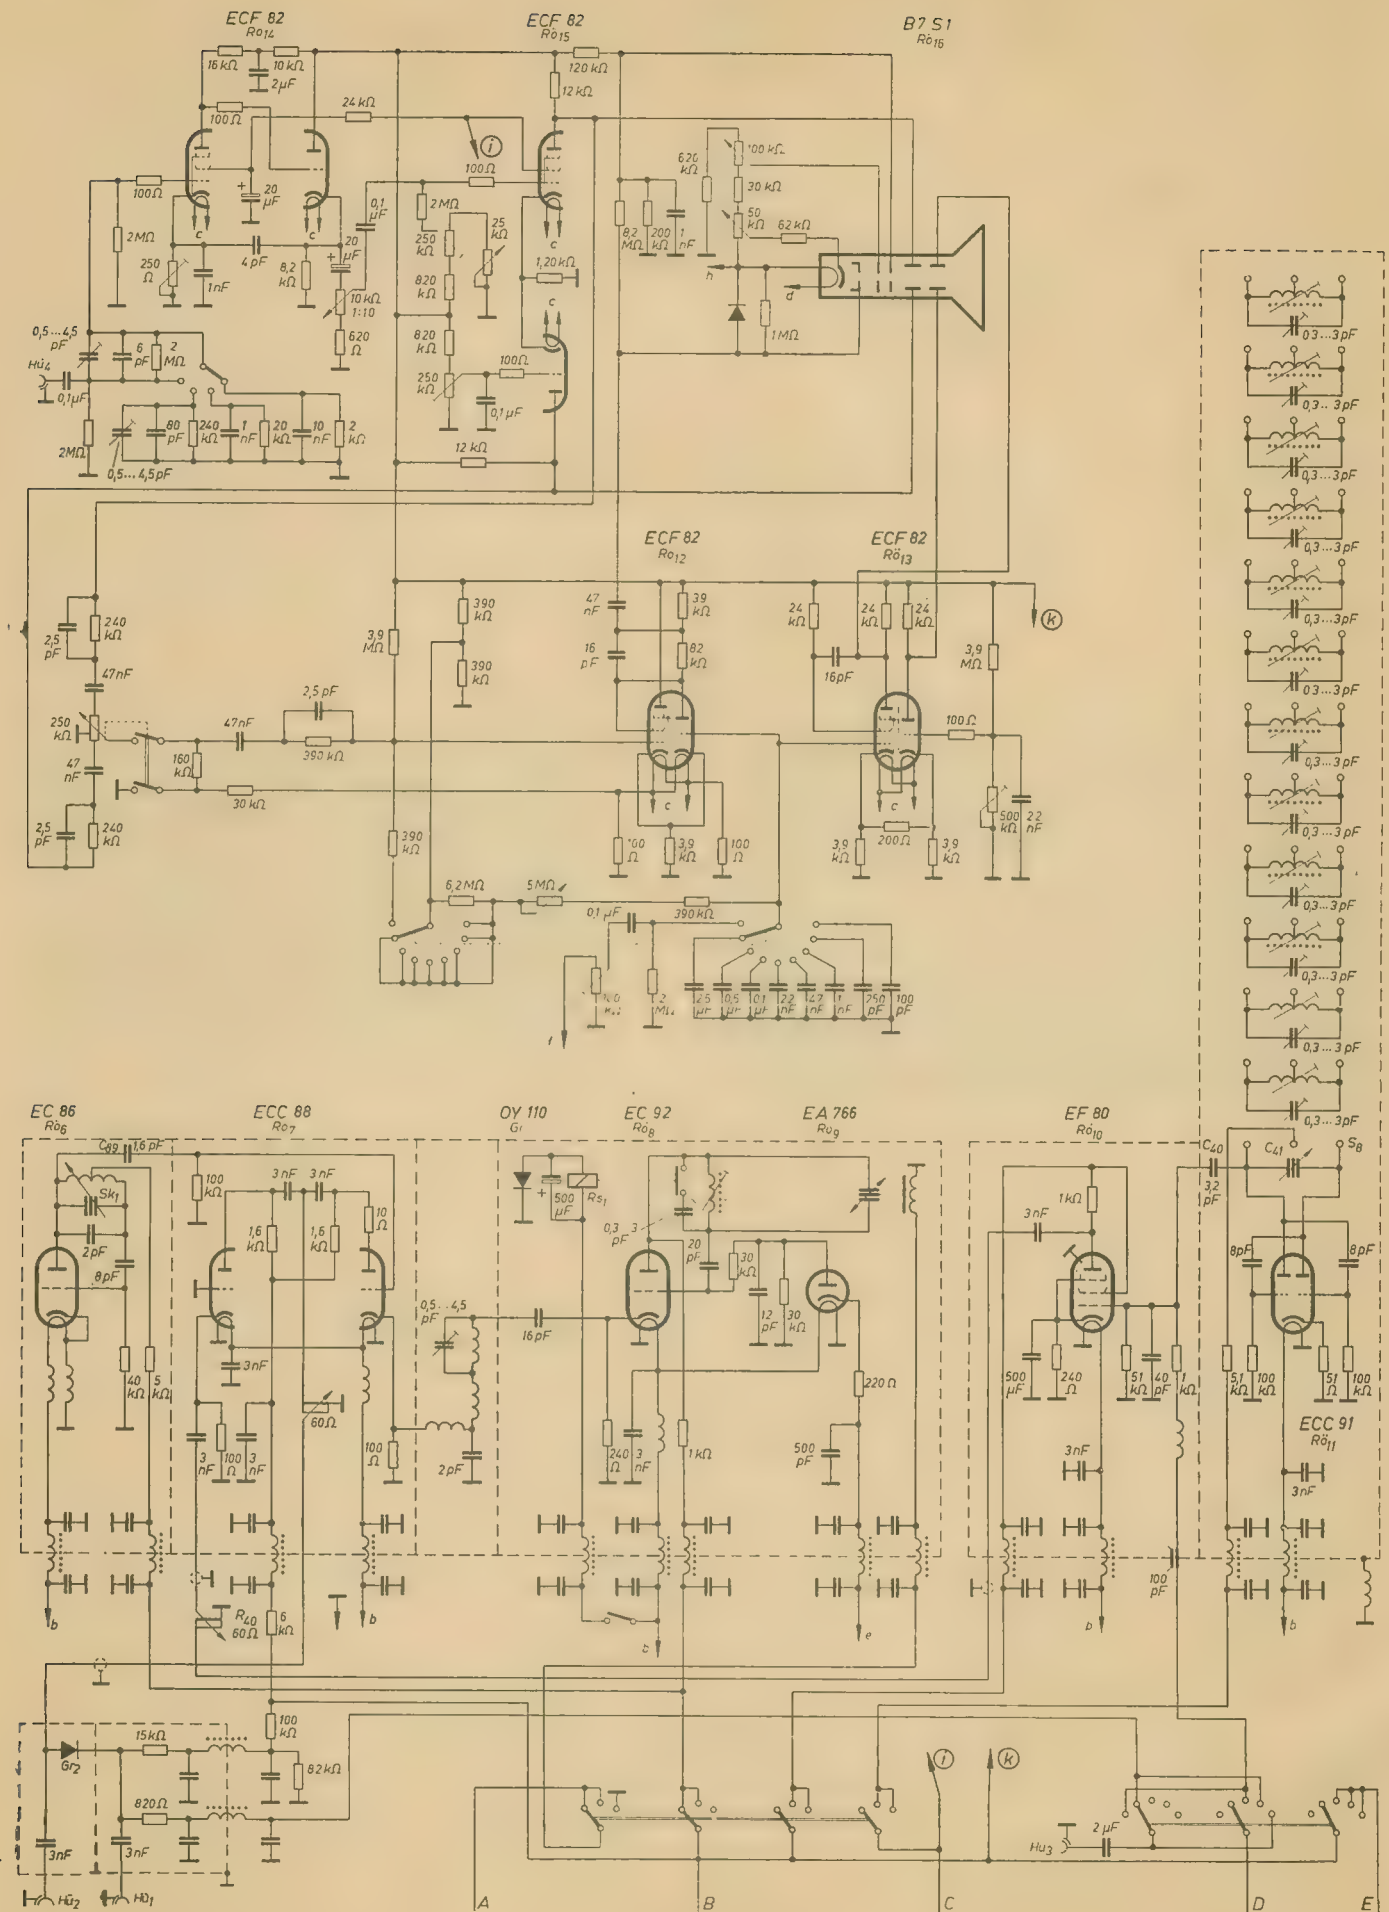 ECF 82
Rö14
ECF 82
Rö15
B7 S1
Rö16
16 kΩ
10 kΩ
2 µF
120 kΩ
12 kΩ
100 Ω
24 kΩ
i
100 Ω
100 Ω
20 µF
0,1 µF
2 MΩ
250 kΩ
25 kΩ
620 kΩ
100 kΩ
30 kΩ
50 kΩ
62 kΩ
8,2 MΩ
200 kΩ
1 nF
c
c
c
2 MΩ
250 Ω
1 nF
4 pF
8,2 kΩ
20 µF
10 kΩ
1:10
620 Ω
820 kΩ
1,20 kΩ
c
h
d
1 MΩ
820 kΩ
250 kΩ
100 Ω
0,1 µF
12 kΩ
0,5...4,5 pF
Hü4
0,1 µF
6 pF
2 MΩ
2 MΩ
80 pF
240 kΩ
1 nF
20 kΩ
10 nF
2 kΩ
0,5...4,5 pF
0,3...3 pF
0,3...3 pF
0,3...3 pF
0,3...3 pF
0,3...3 pF
0,3...3 pF
0,3...3 pF
0,3...3 pF
0,3...3 pF
0,3...3 pF
0,3...3 pF
0,3...3 pF
ECF 82
Rö12
ECF 82
Rö13
2,5 pF
240 kΩ
47 nF
250 kΩ
47 nF
2,5 pF
240 kΩ
160 kΩ
47 nF
2,5 pF
390 kΩ
30 kΩ
3,9 MΩ
390 kΩ
390 kΩ
47 nF
16 pF
39 kΩ
82 kΩ
24 kΩ
24 kΩ
24 kΩ
16 pF
3,9 MΩ
k
100 Ω
500 kΩ
22 nF
c
c
390 kΩ
100 Ω
3,9 kΩ
100 Ω
3,9 kΩ
200 Ω
3,9 kΩ
6,2 MΩ
5 MΩ
0,1 µF
390 kΩ
2 MΩ
2,5 µF
0,5 µF
0,1 µF
22 nF
47 nF
1 nF
250 pF
100 pF
f
EC 86
Rö6
ECC 88
Rö7
OY 110
Gr
EC 92
Rö8
EA 766
Rö9
EF 80
Rö10
C89
1,6 pF
Sk1
2 pF
8 pF
40 kΩ
5 kΩ
100 kΩ
3 nF
3 nF
1,6 kΩ
1,6 kΩ
10 Ω
3 nF
60 Ω
3 nF
100 Ω
3 nF
100 Ω
0,5...4,5 pF
2 pF
16 pF
500 µF
Rs1
0,3 3 pF
20 pF
30 kΩ
12 pF
30 kΩ
240 Ω
3 nF
1 kΩ
220 Ω
500 pF
3 nF
1 kΩ
500 µF
240 Ω
51 kΩ
40 pF
1 kΩ
3 nF
C40
3,2 pF
C41
S8
8 pF
8 pF
5,1 kΩ
100 kΩ
51 Ω
100 kΩ
ECC 91
Rö11
3 nF
100 pF
b
R40
60 Ω
6 kΩ
b
b
e
b
b
15 kΩ
Gr2
820 Ω
3 nF
3 nF
Hü2
Hü1
100 kΩ
82 kΩ
i
k
Hü3
2 µF
A
B
C
D
E